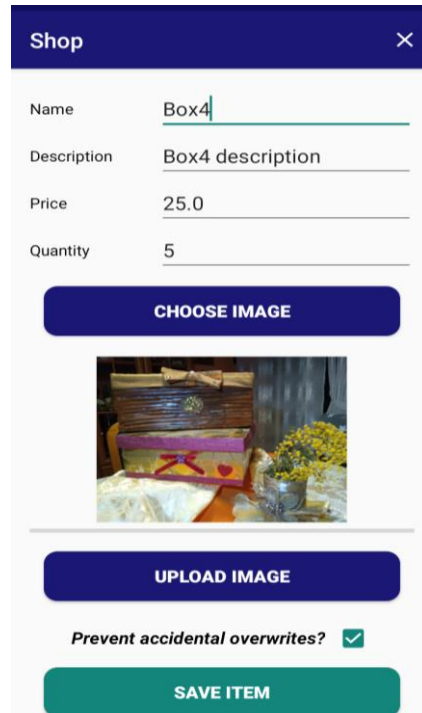 Shop
Name Box4
Description Box4 description
Price 25.0
Quantity 5
CHOOSE IMAGE
UPLOAD IMAGE
Prevent accidental overwrites?
SAVE ITEM